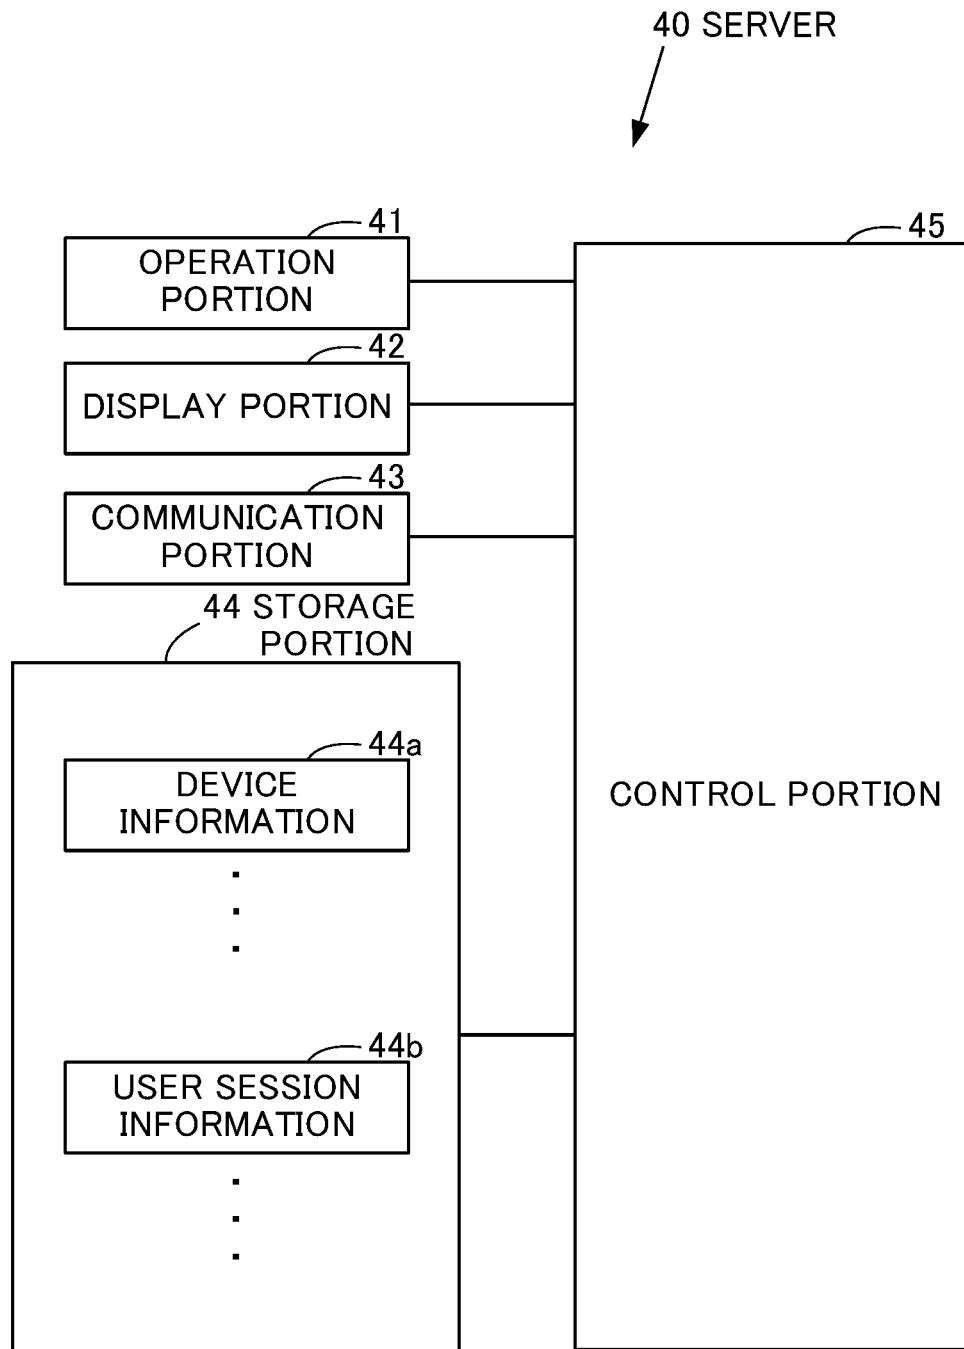 40 SERVER
41
OPERATION
PORTION
42
DISPLAY PORTION
43
COMMUNICATION
PORTION
44 STORAGE
PORTION
44a
DEVICE
INFORMATION
44b
USER SESSION
INFORMATION
45
CONTROL PORTION